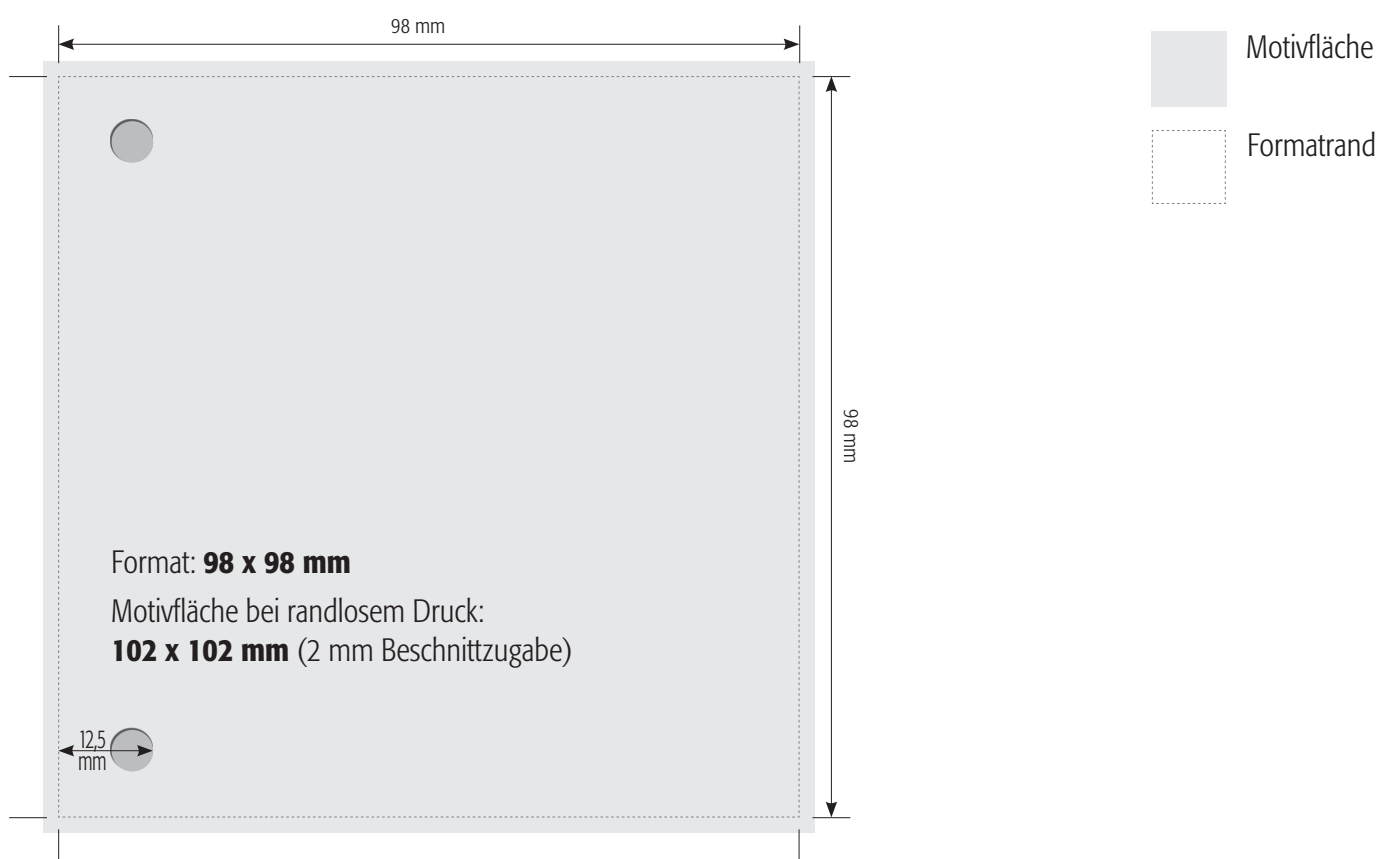 98 mm
Motivfläche
Formatrand
98 mm
Format: 98 x 98 mm
Motivfläche bei randlosem Druck:
102 x 102 mm (2 mm Beschnittzugabe)
12,5
mm